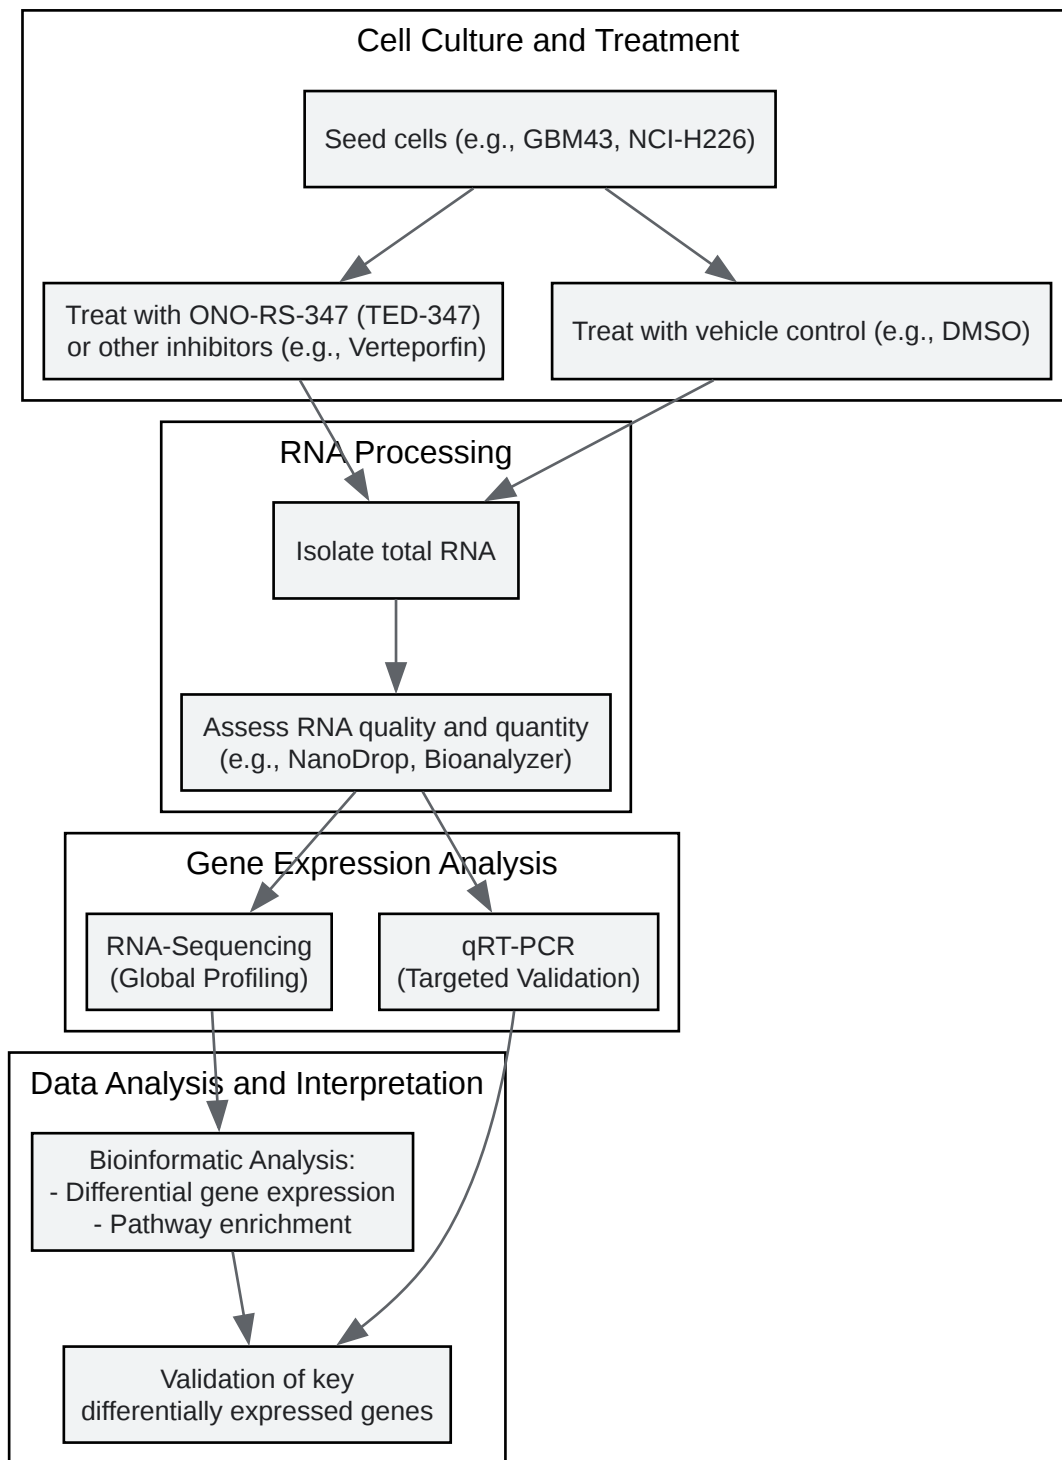 Cell Culture and Treatment
Seed cells (e.g., GBM43, NCI-H226)
Treat with ONO-RS-347 (TED-347)
or other inhibitors (e.g., Verteporfin)
Treat with vehicle control (e.g., DMSO)
RNA Processing
Isolate total RNA
Assess RNA quality and quantity
(e.g., NanoDrop, Bioanalyzer)
Gene Expression Analysis
RNA-Sequencing
(Global Profiling)
qRT-PCR
(Targeted Validation)
Data Analysis and Interpretation
Bioinformatic Analysis:
- Differential gene expression
- Pathway enrichment
Validation of key
differentially expressed genes